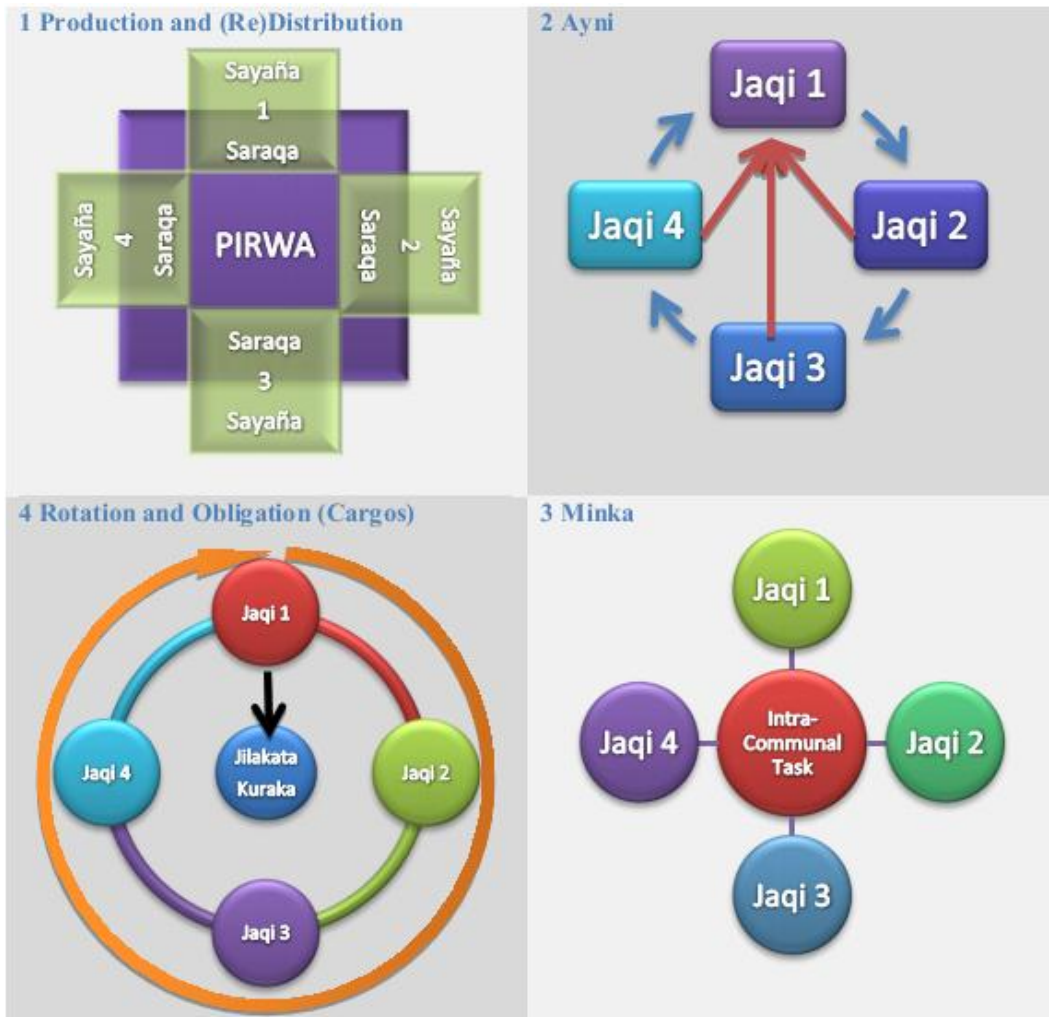 1 Production and (Re)Distribution
Sayaña
1
Saraqa
Sayaña
4
Saraqa
PIRWA
Saraqa
2
Sayaña
Saraqa
3
Sayaña
2 Ayni
Jaqi 1
Jaqi 4
Jaqi 2
Jaqi 3
4 Rotation and Obligation (Cargos)
Jaqi 1
Jaqi 4
Jilakata
Kuraka
Jaqi 2
Jaqi 3
3 Minka
Jaqi 1
Jaqi 4
Intra-
Communal
Task
Jaqi 2
Jaqi 3